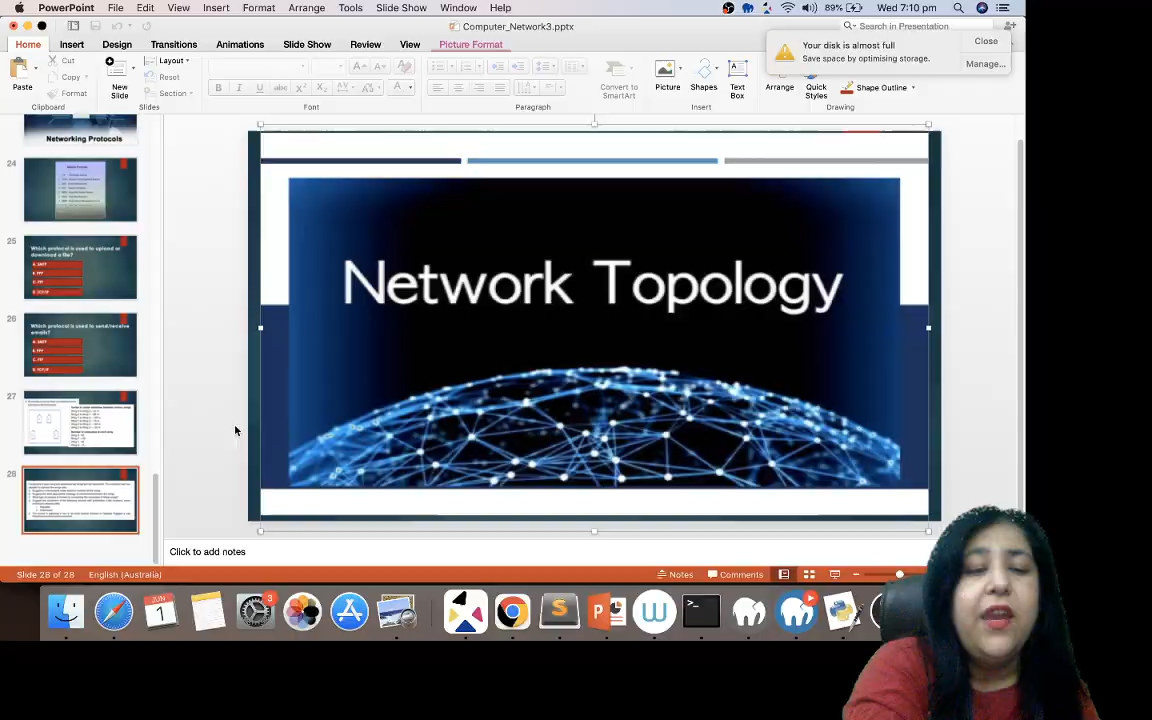 PowerPoint File Edit View Insert Format Arrange Tools Slide Show Window Help 89% Wed 7:10 pm
Computer_Network3.pptx
Search in Presentation
Home Insert Design Transitions Animations Slide Show Review View Picture Format
Your disk is almost full
Save space by optimising storage.
Close
Manage...
Paste
Cut
Copy
Format
Clipboard
New
Slide
Layout
Reset
Section
Slides
Font
Paragraph
Convert to
SmartArt
Picture
Shapes
Text
Box
Insert
Arrange
Quick
Styles
Shape Outline
Drawing
Networking Protocols
24
25
Which protocol is used to upload or
download a file?
26
Which protocol is used to send/receive
emails?
27
28
Network Topology
Click to add notes
Slide 28 of 28 English (Australia)
Notes Comments
JUN
1
3